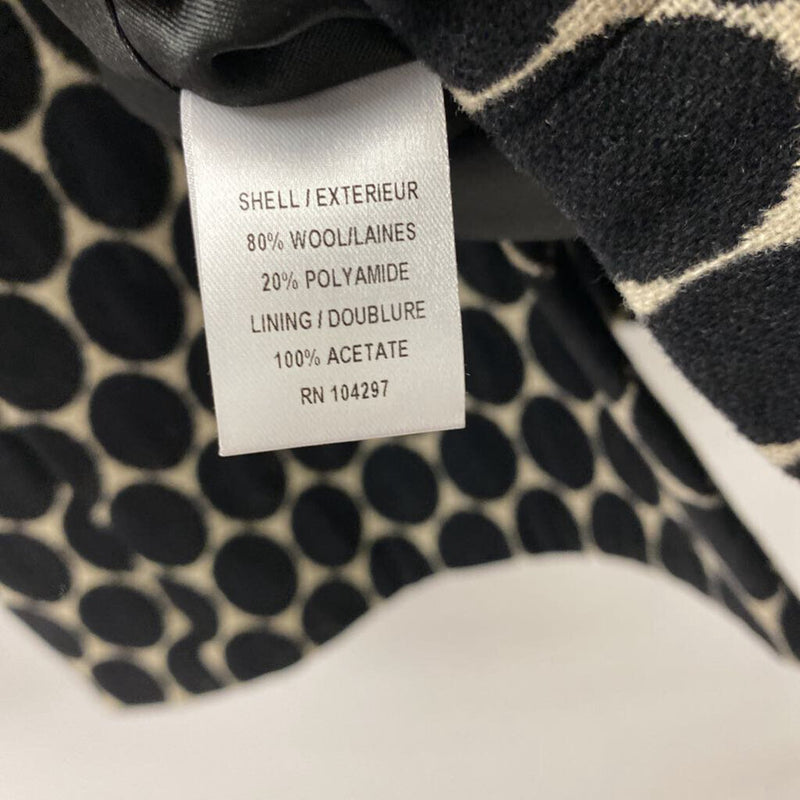 SHELL / EXTERIEUR
80% WOOL/LAINES
20% POLYAMIDE
LINING / DOUBLURE
100% ACETATE
RN 104297